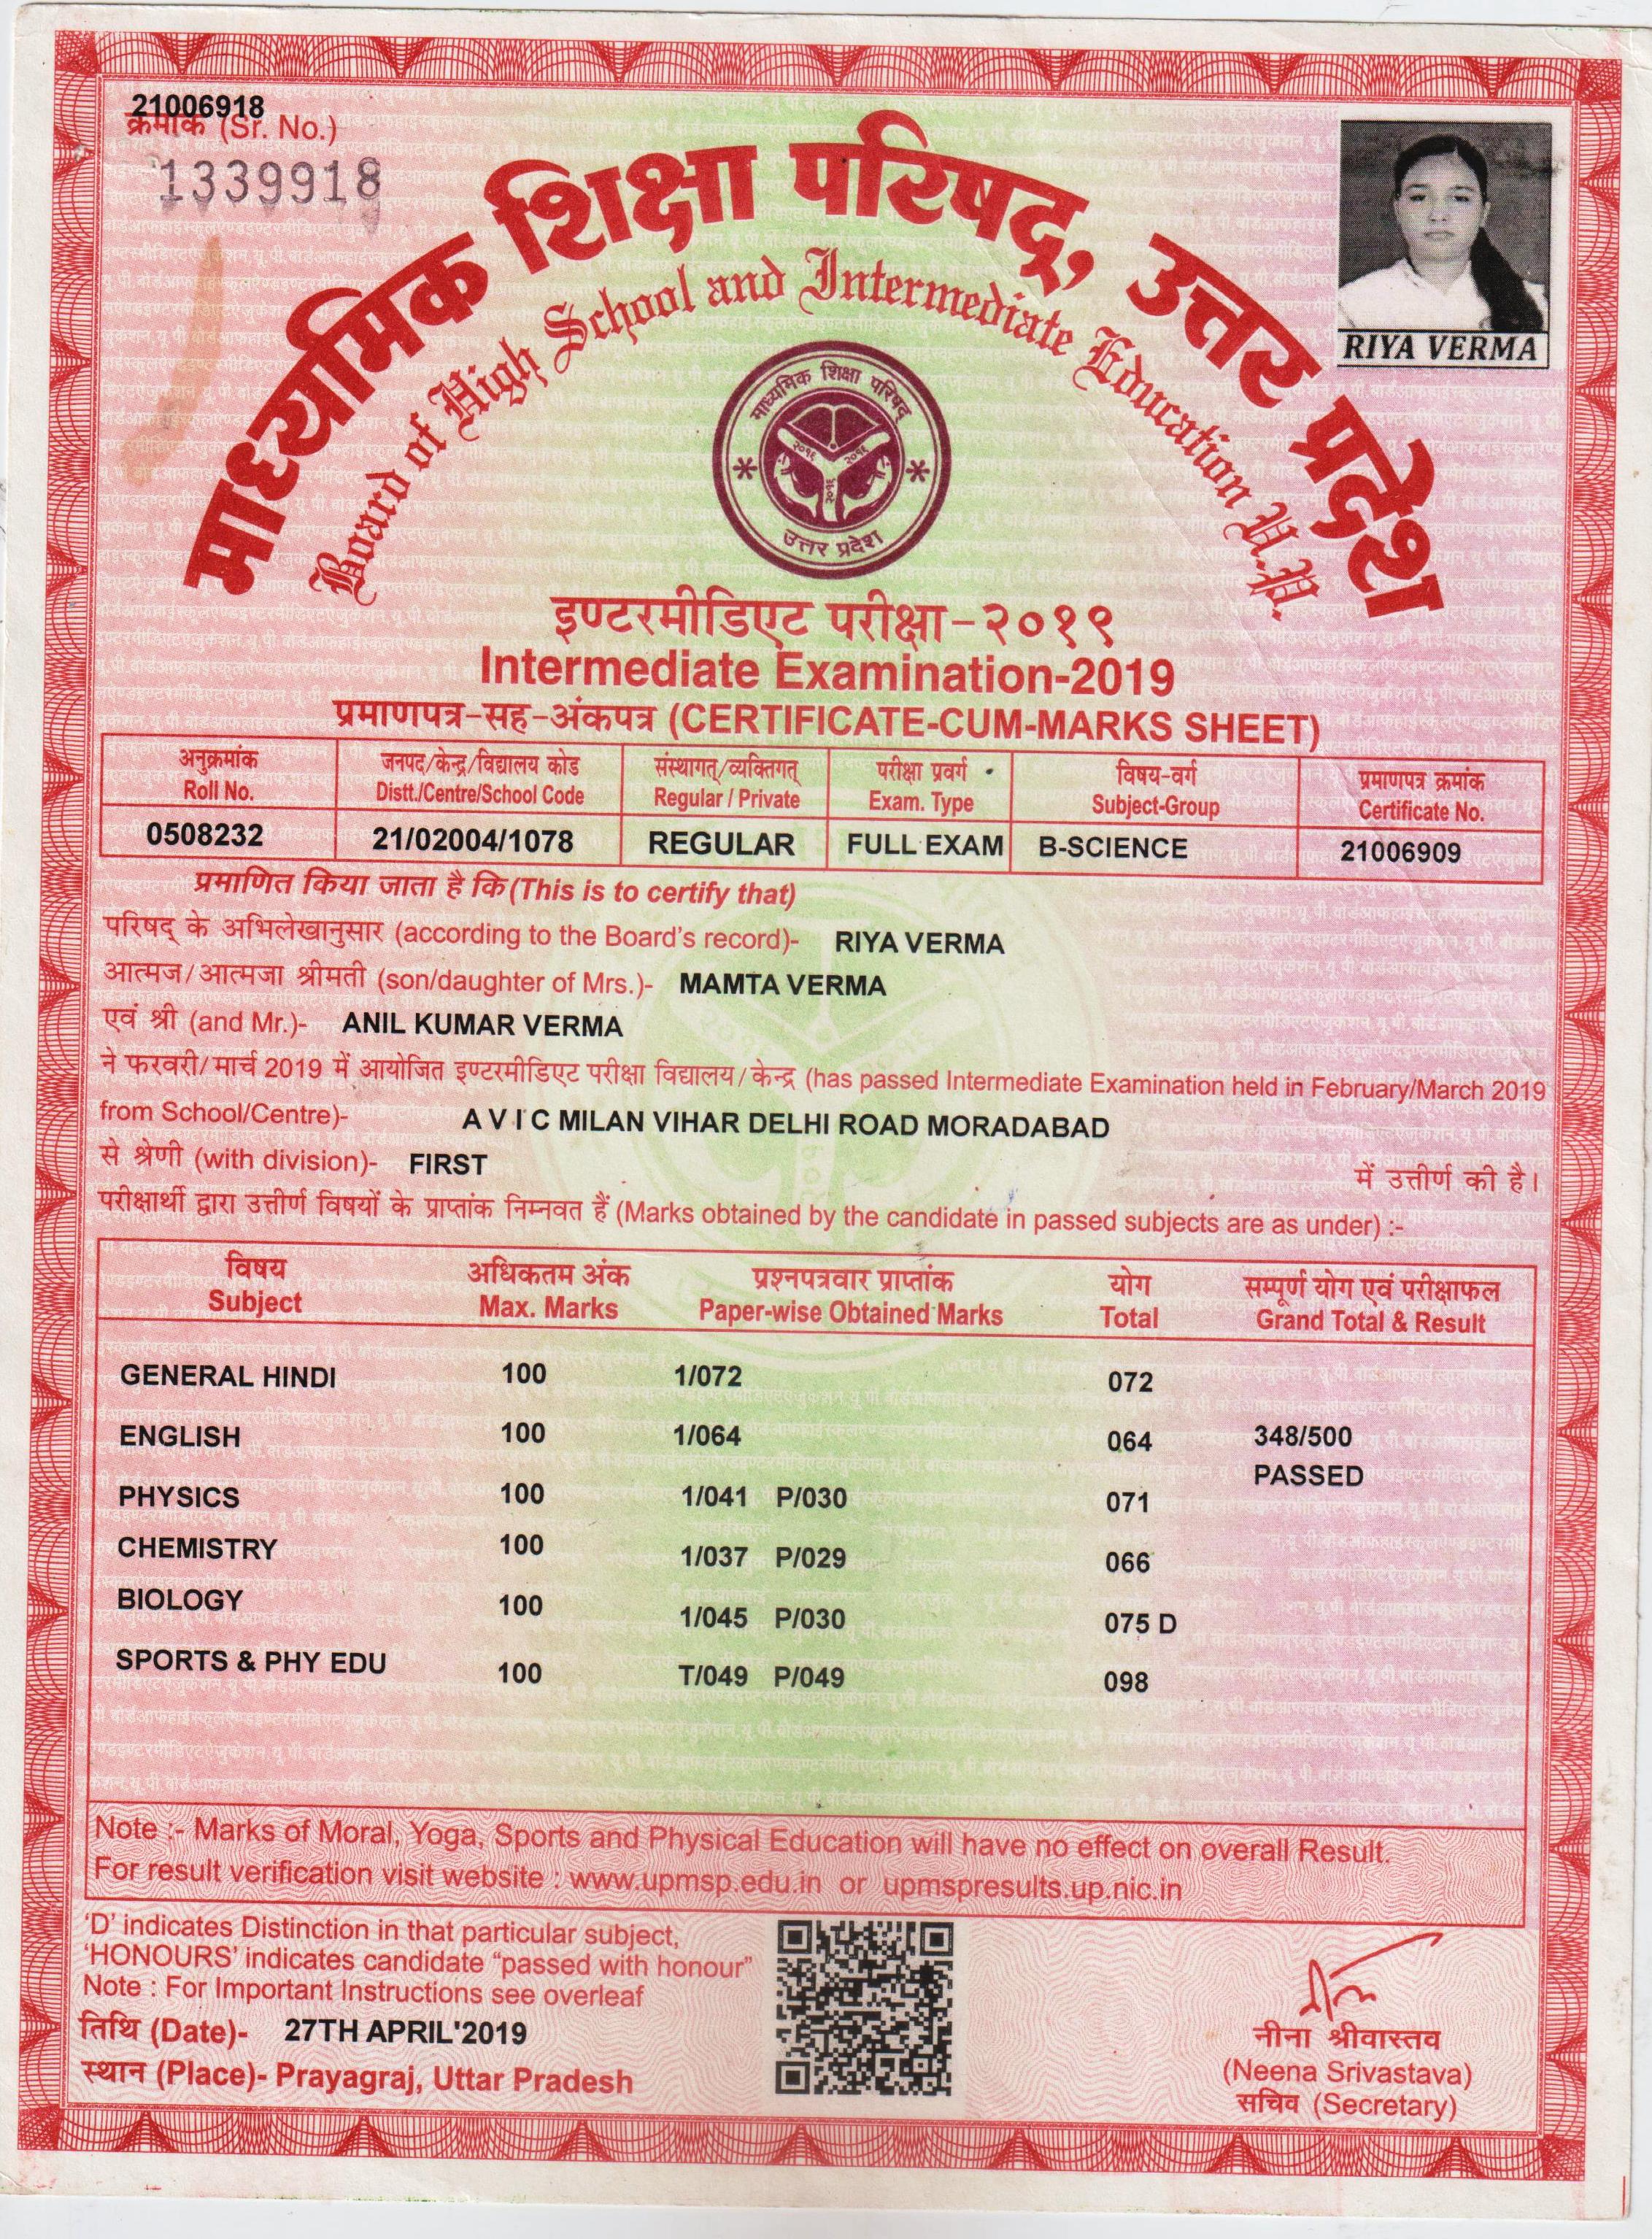 21006918
क्रमांक (Sr. No.)
1339918
माध्यमिक शिक्षा परिषद्, उत्तर प्रदेश
Board of High School and Intermediate Education U.P.
RIYA VERMA
माध्यमिक शिक्षा परिषद्
२०१६ २०१६
२०१६
उत्तर प्रदेश
इण्टरमीडिएट परीक्षा-२०१९
Intermediate Examination-2019
प्रमाणपत्र-सह-अंकपत्र (CERTIFICATE-CUM-MARKS SHEET)
अनुक्रमांक जनपद/केन्द्र/विद्यालय कोड संस्थागत्/व्यक्तिगत् परीक्षा प्रवर्ग विषय-वर्ग प्रमाणपत्र क्रमांक
Roll No. Distt./Centre/School Code Regular / Private Exam. Type Subject-Group Certificate No.
0508232 21/02004/1078 REGULAR FULL EXAM B-SCIENCE 21006909
प्रमाणित किया जाता है कि (This is to certify that)
परिषद् के अभिलेखानुसार (according to the Board's record)- RIYA VERMA
आत्मज/आत्मजा श्रीमती (son/daughter of Mrs.)- MAMTA VERMA
एवं श्री (and Mr.)- ANIL KUMAR VERMA
ने फरवरी/मार्च 2019 में आयोजित इण्टरमीडिएट परीक्षा विद्यालय/केन्द्र (has passed Intermediate Examination held in February/March 2019
from School/Centre)- A V I C MILAN VIHAR DELHI ROAD MORADABAD
से श्रेणी (with division)- FIRST में उत्तीर्ण की है।
परीक्षार्थी द्वारा उत्तीर्ण विषयों के प्राप्तांक निम्नवत हैं (Marks obtained by the candidate in passed subjects are as under) :-
विषय अधिकतम अंक प्रश्नपत्रवार प्राप्तांक योग सम्पूर्ण योग एवं परीक्षाफल
Subject Max. Marks Paper-wise Obtained Marks Total Grand Total & Result
GENERAL HINDI 100 1/072 072
ENGLISH 100 1/064 064 348/500
PASSED
PHYSICS 100 1/041 P/030 071
CHEMISTRY 100 1/037 P/029 066
BIOLOGY 100 1/045 P/030 075 D
SPORTS & PHY EDU 100 T/049 P/049 098
Note :- Marks of Moral, Yoga, Sports and Physical Education will have no effect on overall Result.
For result verification visit website : www.upmsp.edu.in or upmspresults.up.nic.in
'D' indicates Distinction in that particular subject,
'HONOURS' indicates candidate "passed with honour"
Note : For Important Instructions see overleaf
तिथि (Date)- 27TH APRIL'2019
स्थान (Place)- Prayagraj, Uttar Pradesh
नीना श्रीवास्तव
(Neena Srivastava)
सचिव (Secretary)